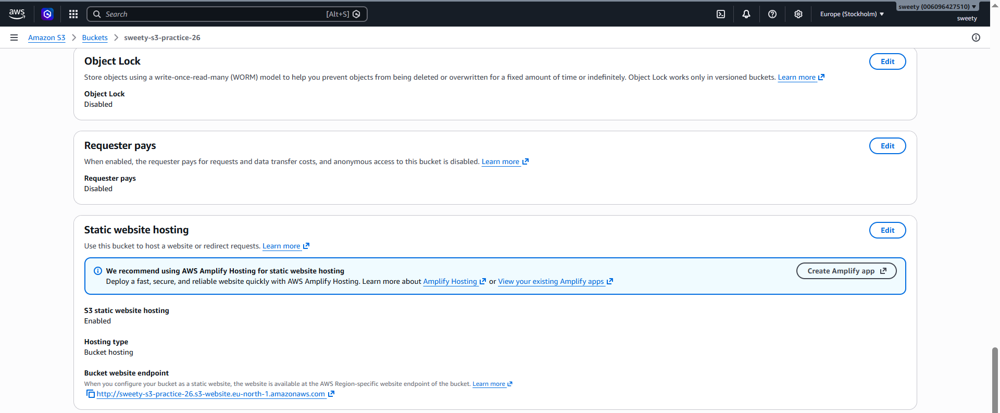 aws
Search [Alt+S]
Europe (Stockholm)
sweety (006096427510)
sweety
Amazon S3 Buckets sweety-s3-practice-26
Object Lock
Edit
Store objects using a write-once-read-many (WORM) model to help you prevent objects from being deleted or overwritten for a fixed amount of time or indefinitely. Object Lock works only in versioned buckets. Learn more
Object Lock
Disabled
Requester pays
Edit
When enabled, the requester pays for requests and data transfer costs, and anonymous access to this bucket is disabled. Learn more
Requester pays
Disabled
Static website hosting
Edit
Use this bucket to host a website or redirect requests. Learn more
We recommend using AWS Amplify Hosting for static website hosting
Create Amplify app
Deploy a fast, secure, and reliable website quickly with AWS Amplify Hosting. Learn more about Amplify Hosting or View your existing Amplify apps
S3 static website hosting
Enabled
Hosting type
Bucket hosting
Bucket website endpoint
When you configure your bucket as a static website, the website is available at the AWS Region-specific website endpoint of the bucket. Learn more
http://sweety-s3-practice-26.s3-website.eu-north-1.amazonaws.com